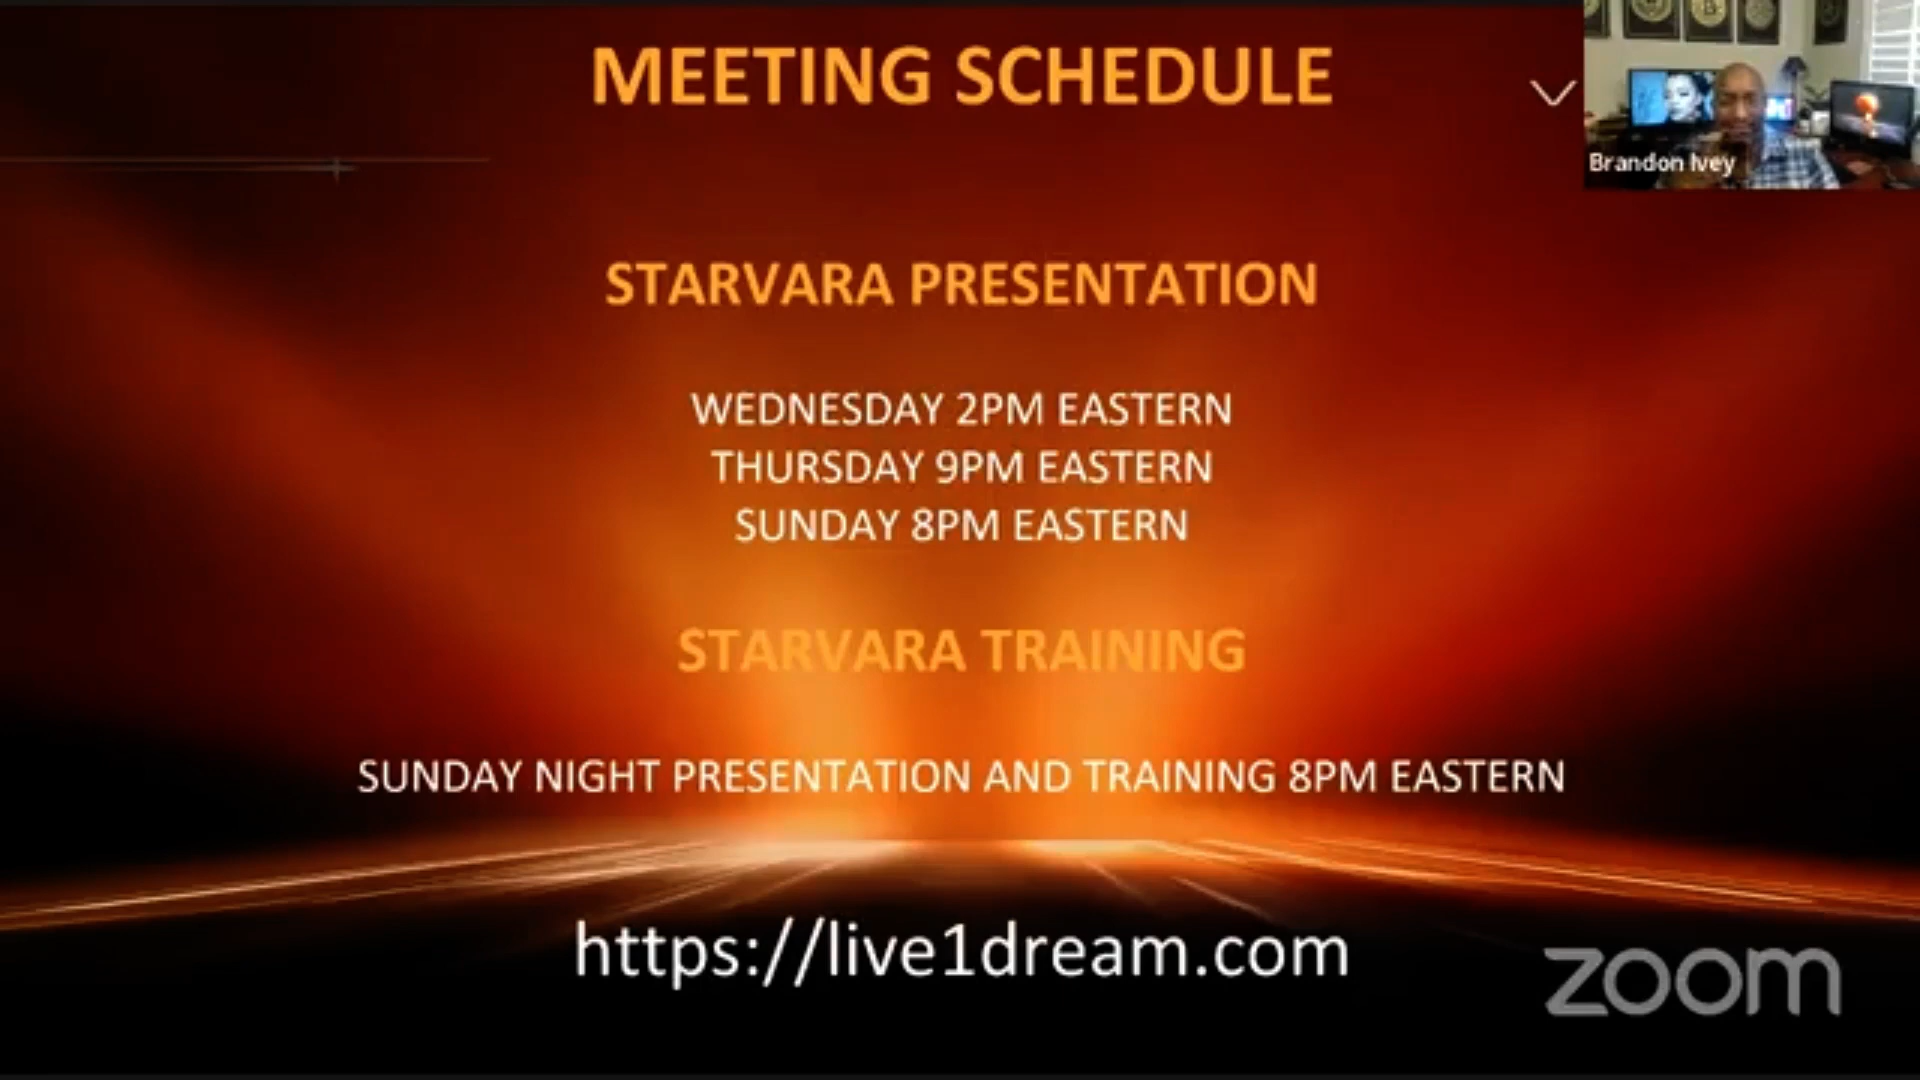 MEETING SCHEDULE
Brandon Ivey
STARVARA PRESENTATION
WEDNESDAY 2PM EASTERN
THURSDAY 9PM EASTERN
SUNDAY 8PM EASTERN
STARVARA TRAINING
SUNDAY NIGHT PRESENTATION AND TRAINING 8PM EASTERN
https://live1dream.com
zoom